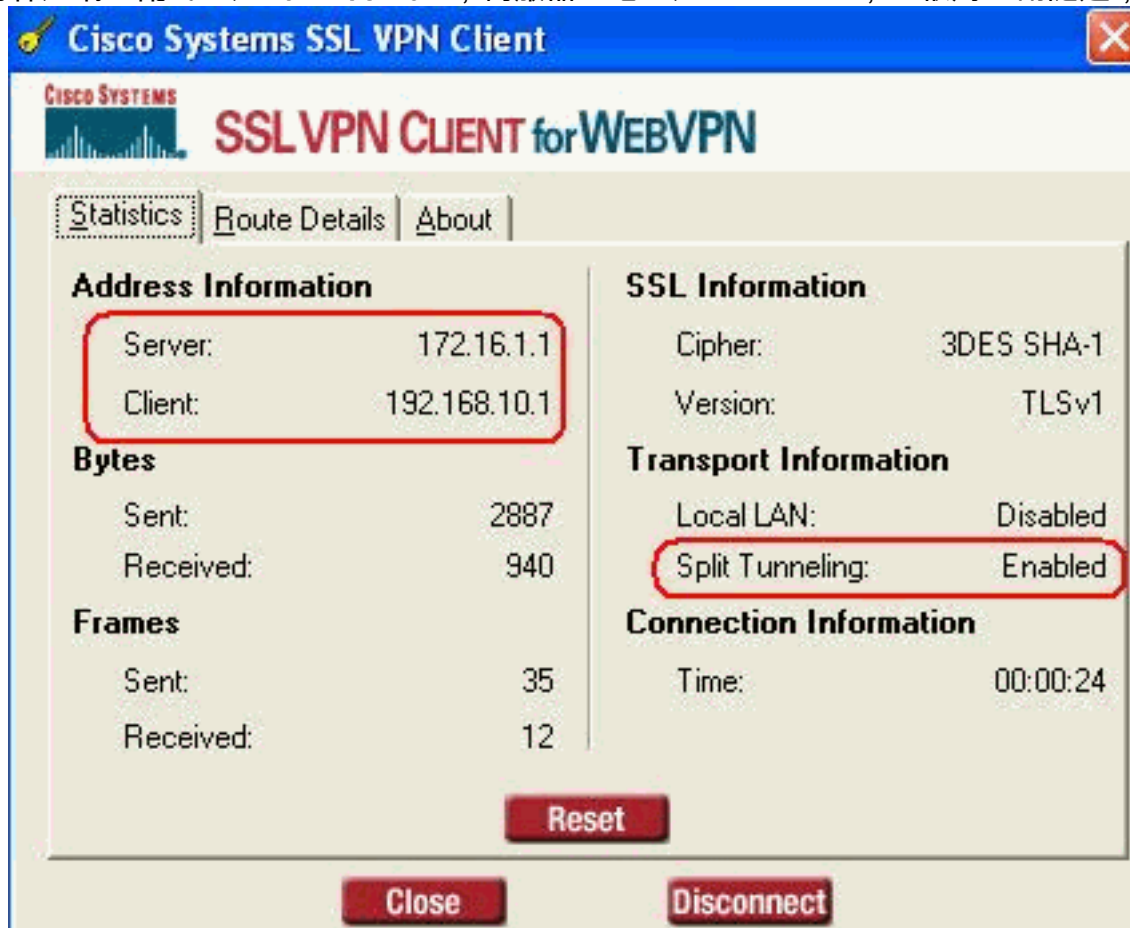 Cisco Systems SSL VPN Client
CISCO SYSTEMS
SSL VPN CLIENT for WEBVPN
Statistics Route Details About
Address Information
Server: 172.16.1.1
Client: 192.168.10.1
Bytes
Sent: 2887
Received: 940
Frames
Sent: 35
Received: 12
SSL Information
Cipher: 3DES SHA-1
Version: TLSv1
Transport Information
Local LAN: Disabled
Split Tunneling: Enabled
Connection Information
Time: 00:00:24
Reset
Close Disconnect